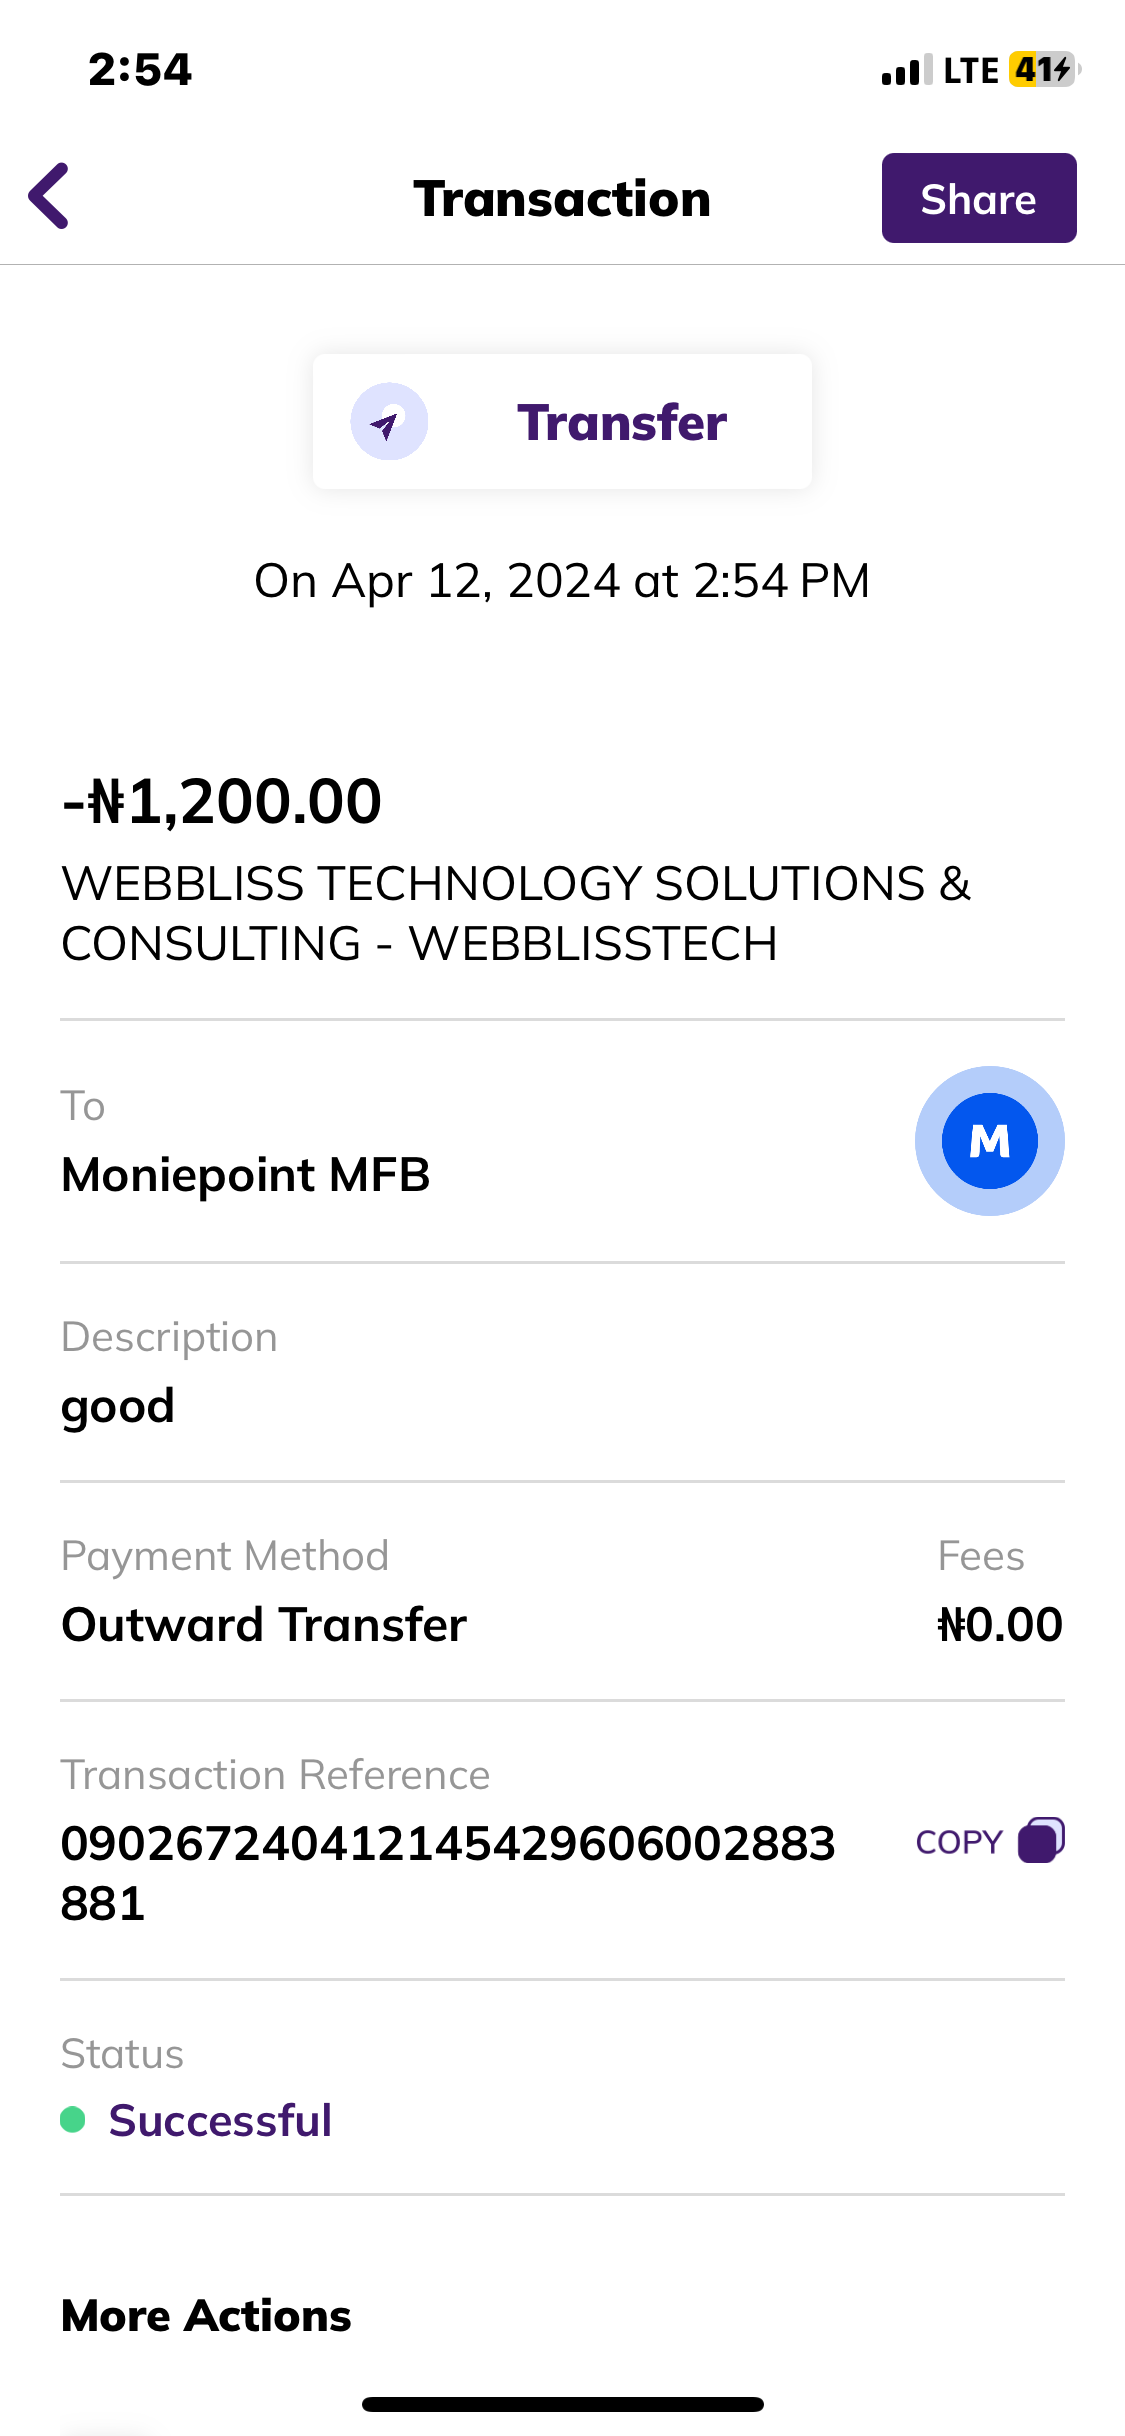 2:54
LTE 41
Transaction
Share
Transfer
On Apr 12, 2024 at 2:54 PM
-₦1,200.00
WEBBLISS TECHNOLOGY SOLUTIONS &
CONSULTING - WEBBLISSTECH
To
Moniepoint MFB
M
Description
good
Payment Method
Fees
Outward Transfer
₦0.00
Transaction Reference
090267240412145429606002883
COPY
881
Status
Successful
More Actions